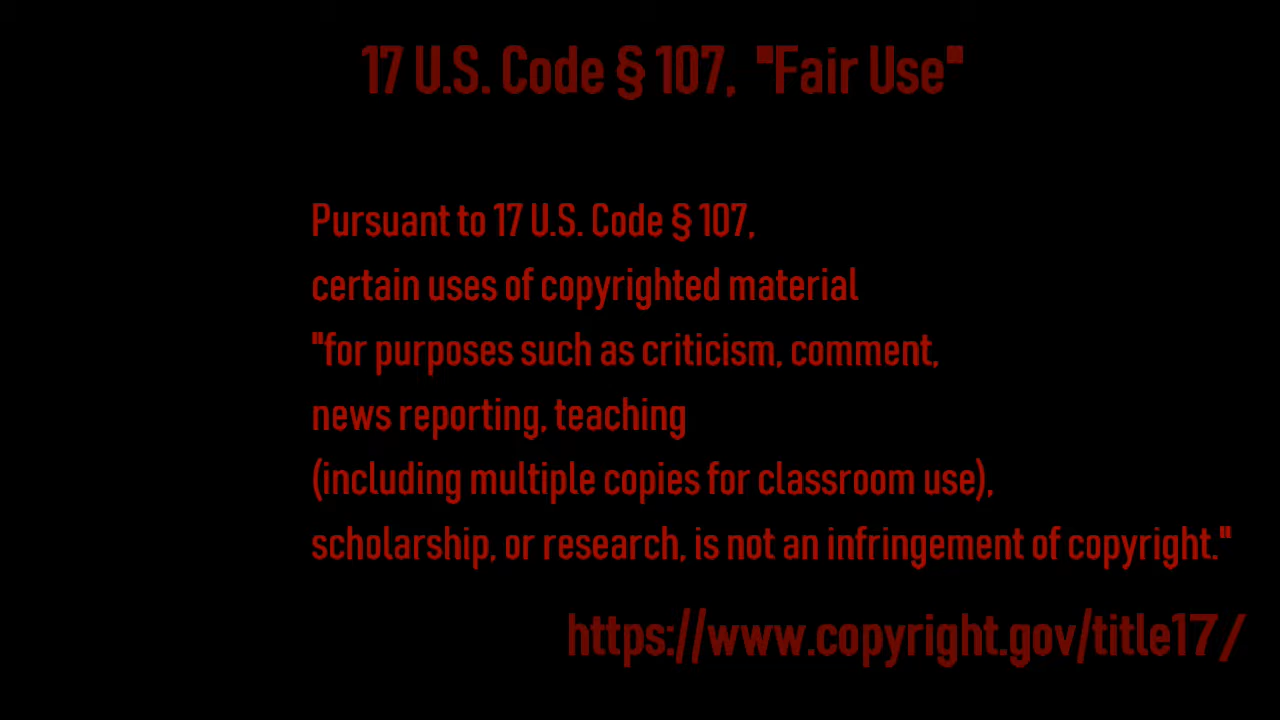 17 U.S. Code § 107, "Fair Use"
Pursuant to 17 U.S. Code § 107,
certain uses of copyrighted material
"for purposes such as criticism, comment,
news reporting, teaching
(including multiple copies for classroom use),
scholarship, or research, is not an infringement of copyright."
https://www.copyright.gov/title17/